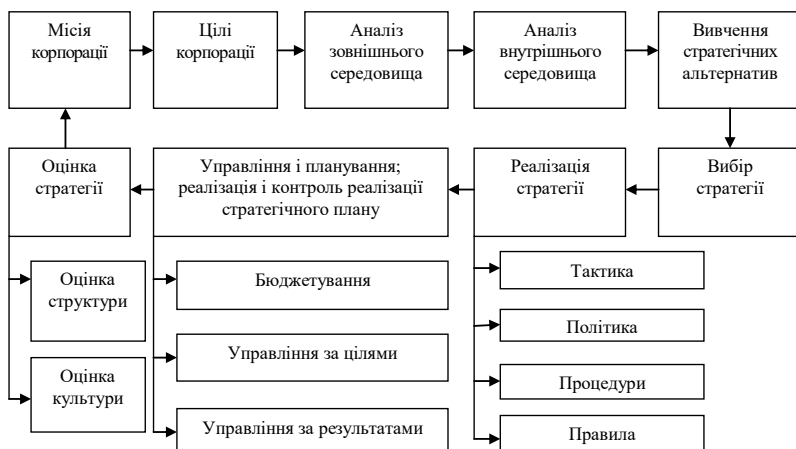 Місія
корпорації
Цілі
корпорації
Аналіз
зовнішнього
середовища
Аналіз
внутрішнього
середовища
Вивчення
стратегічних
альтернатив
Оцінка
стратегії
Управління і планування;
реалізація і контроль реалізації
стратегічного плану
Реалізація
стратегії
Вибір
стратегії
Оцінка
структури
Оцінка
культури
Бюджетування
Управління за цілями
Управління за результатами
Тактика
Політика
Процедури
Правила